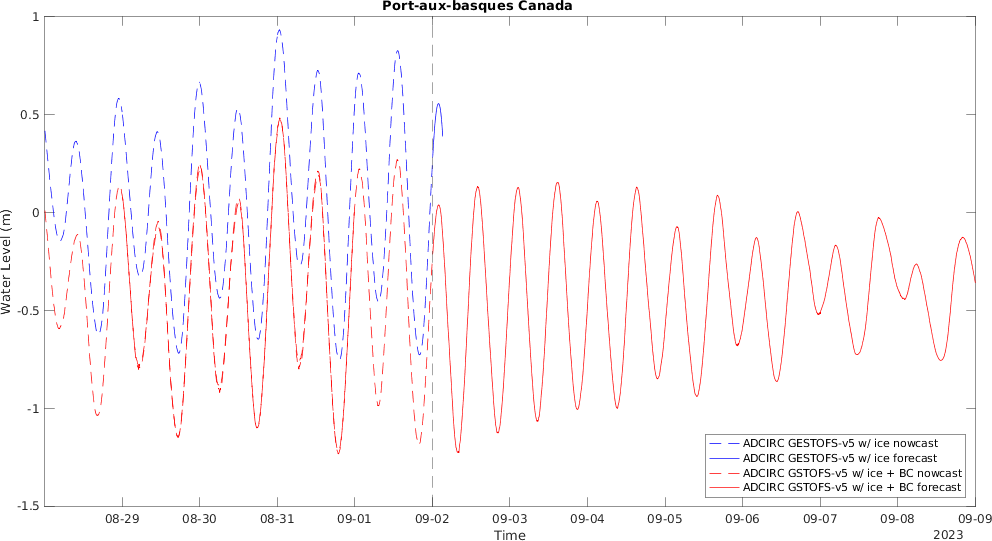 Port-aux-basques Canada
Water Level (m)
1
0.5
0
-0.5
-1
-1.5
08-29 08-30 08-31 09-01 09-02 09-03 09-04 09-05 09-06 09-07 09-08 09-09
Time
2023
ADCIRC GESTOFS-v5 w/ ice nowcast
ADCIRC GESTOFS-v5 w/ ice forecast
ADCIRC GSTOFS-v5 w/ ice + BC nowcast
ADCIRC GSTOFS-v5 w/ ice + BC forecast